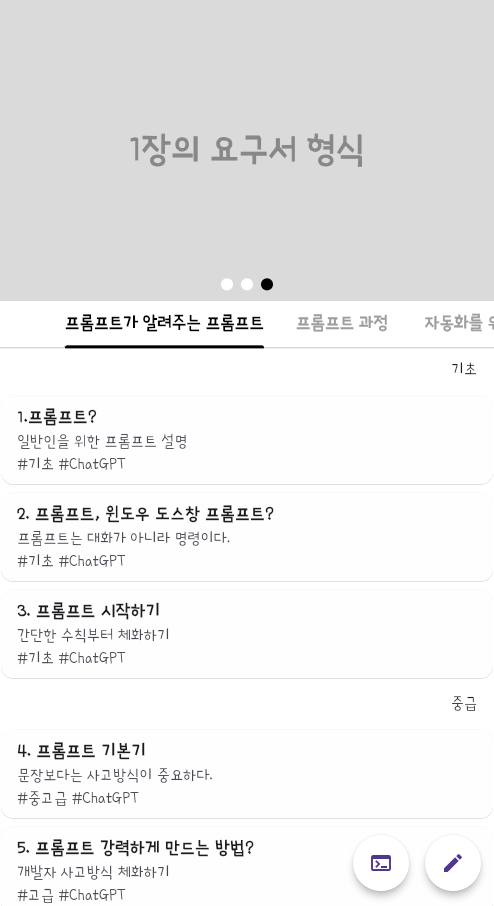 1장의 요구서 형식
프롬프트가 알려주는 프롬프트 프롬프트 과정 자동화를
기초
1.프롬프트?
일반인을 위한 프롬프트 설명
#기초 #ChatGPT
2. 프롬프트, 윈도우 도스창 프롬프트?
프롬프트는 대화가 아니라 명령이다.
#기초 #ChatGPT
3. 프롬프트 시작하기
간단한 수칙부터 체화하기
#기초 #ChatGPT
중급
4. 프롬프트 기본기
문장보다는 사고방식이 중요하다.
#중고급 #ChatGPT
5. 프롬프트 강력하게 만드는 방법?
개발자 사고방식 체화하기
#고급 #ChatGPT